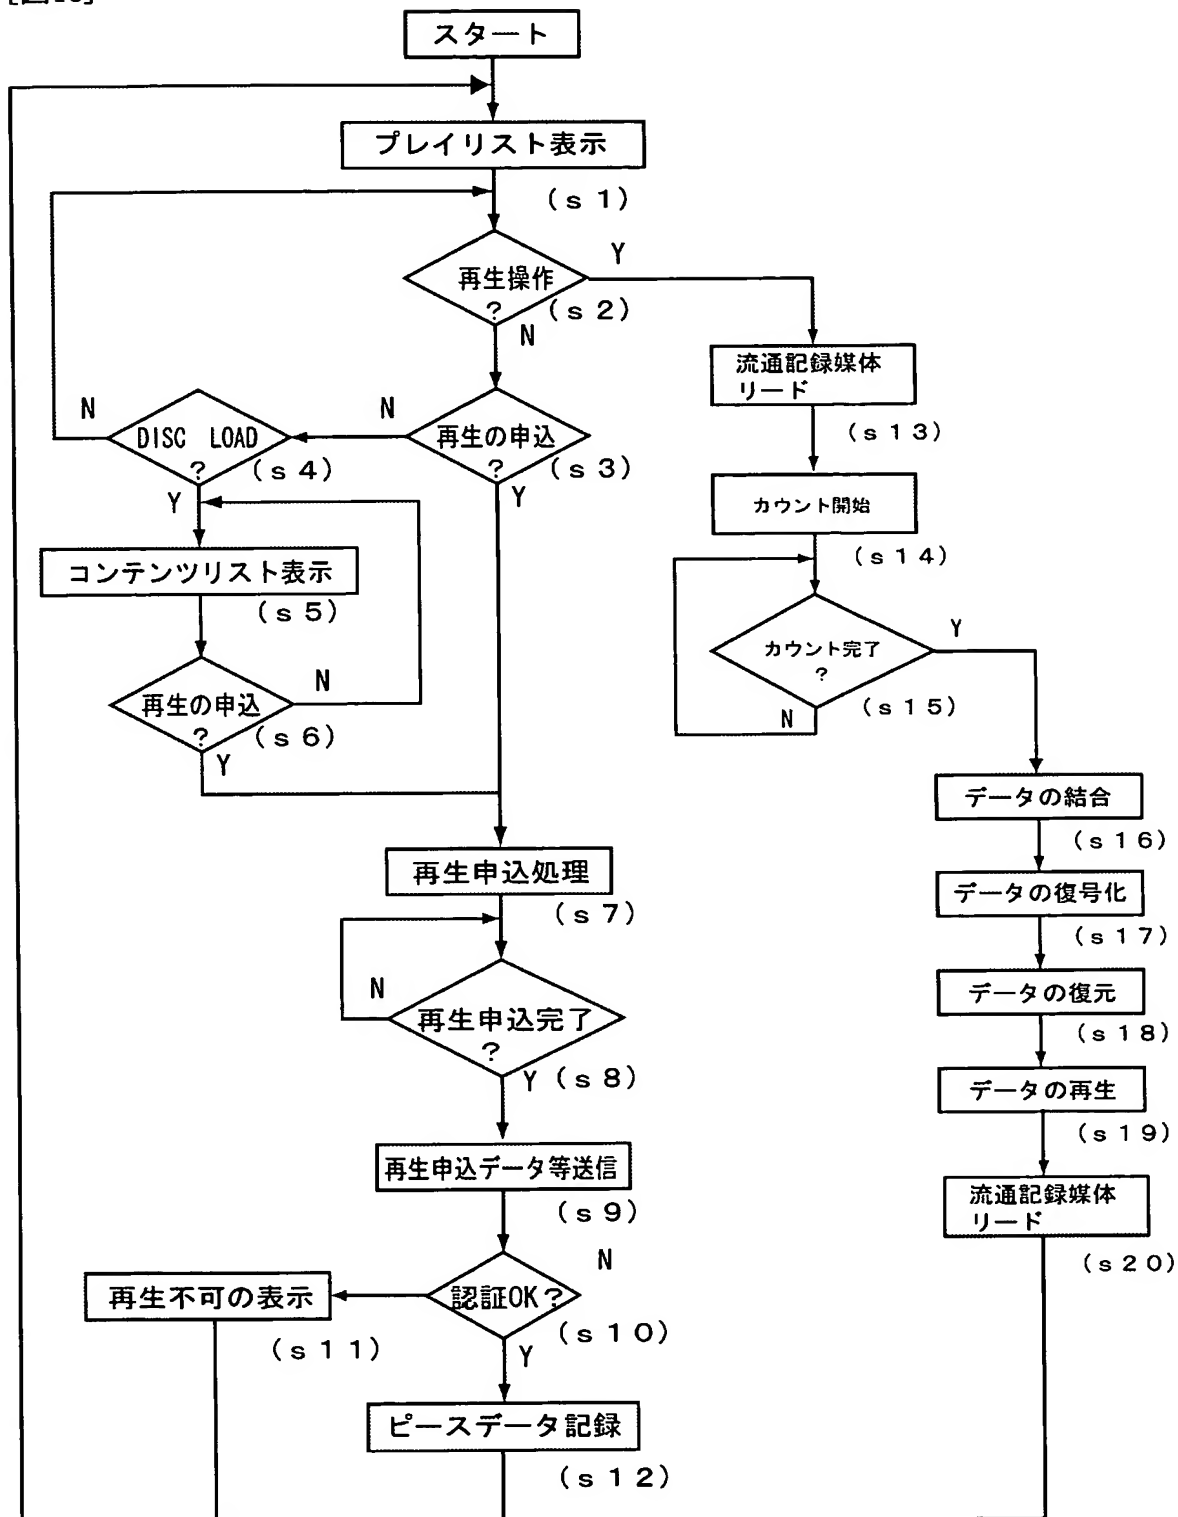 スタート
プレイリスト表示
(s1)
再生操作
?
(s2)
Y
N
再生の申込
?
(s3)
N
Y
DISC LOAD
?
(s4)
N
Y
コンテンツリスト表示
(s5)
再生の申込
?
(s6)
N
Y
再生申込処理
(s7)
再生申込完了
?
(s8)
N
Y
再生申込データ等送信
(s9)
認証OK?
(s10)
N
Y
再生不可の表示
(s11)
ピースデータ記録
(s12)
流通記録媒体
リード
(s13)
カウント開始
(s14)
カウント完了
?
(s15)
Y
N
データの結合
(s16)
データの復号化
(s17)
データの復元
(s18)
データの再生
(s19)
流通記録媒体
リード
(s20)